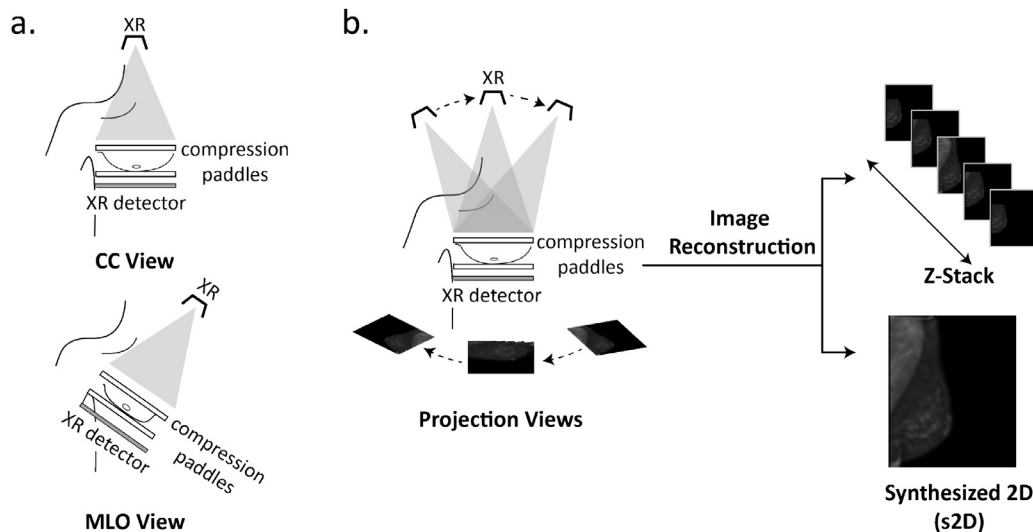 a.
XR
compression
paddles
XR detector
CC View
XR
XR detector
compression
paddles
MLO View
b.
XR
compression
paddles
XR detector
Projection Views
Image
Reconstruction
Z-Stack
Synthesized 2D
(s2D)